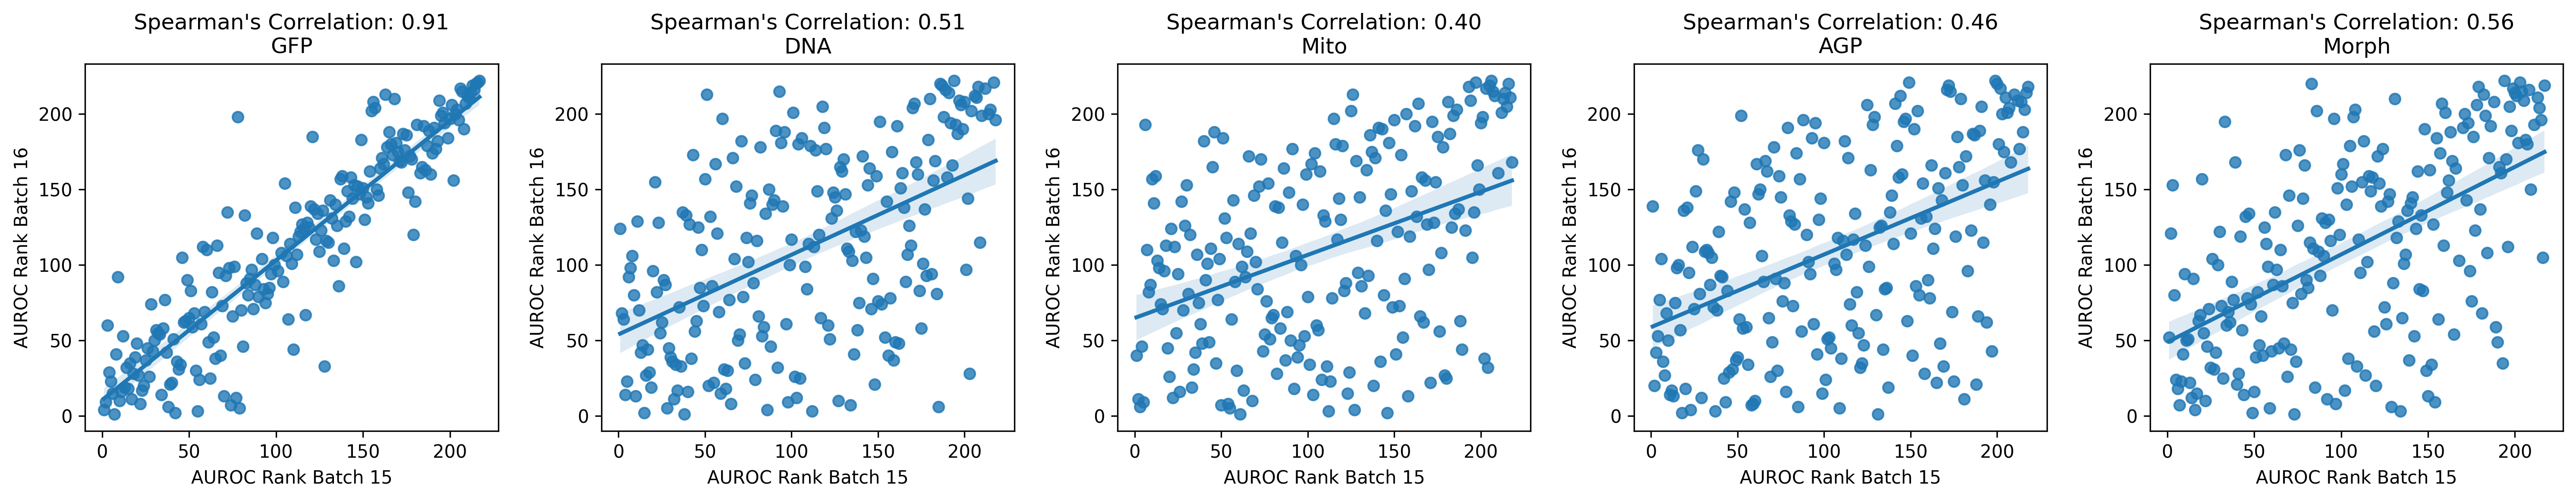 Spearman's Correlation: 0.91
GFP
200
150
100
50
0
AUROC Rank Batch 16
0 50 100 150 200
AUROC Rank Batch 15
Spearman's Correlation: 0.51
DNA
200
150
100
50
0
AUROC Rank Batch 16
0 50 100 150 200
AUROC Rank Batch 15
Spearman's Correlation: 0.40
Mito
200
150
100
50
0
AUROC Rank Batch 16
0 50 100 150 200
AUROC Rank Batch 15
Spearman's Correlation: 0.46
AGP
200
150
100
50
0
AUROC Rank Batch 16
0 50 100 150 200
AUROC Rank Batch 15
Spearman's Correlation: 0.56
Morph
200
150
100
50
0
AUROC Rank Batch 16
0 50 100 150 200
AUROC Rank Batch 15